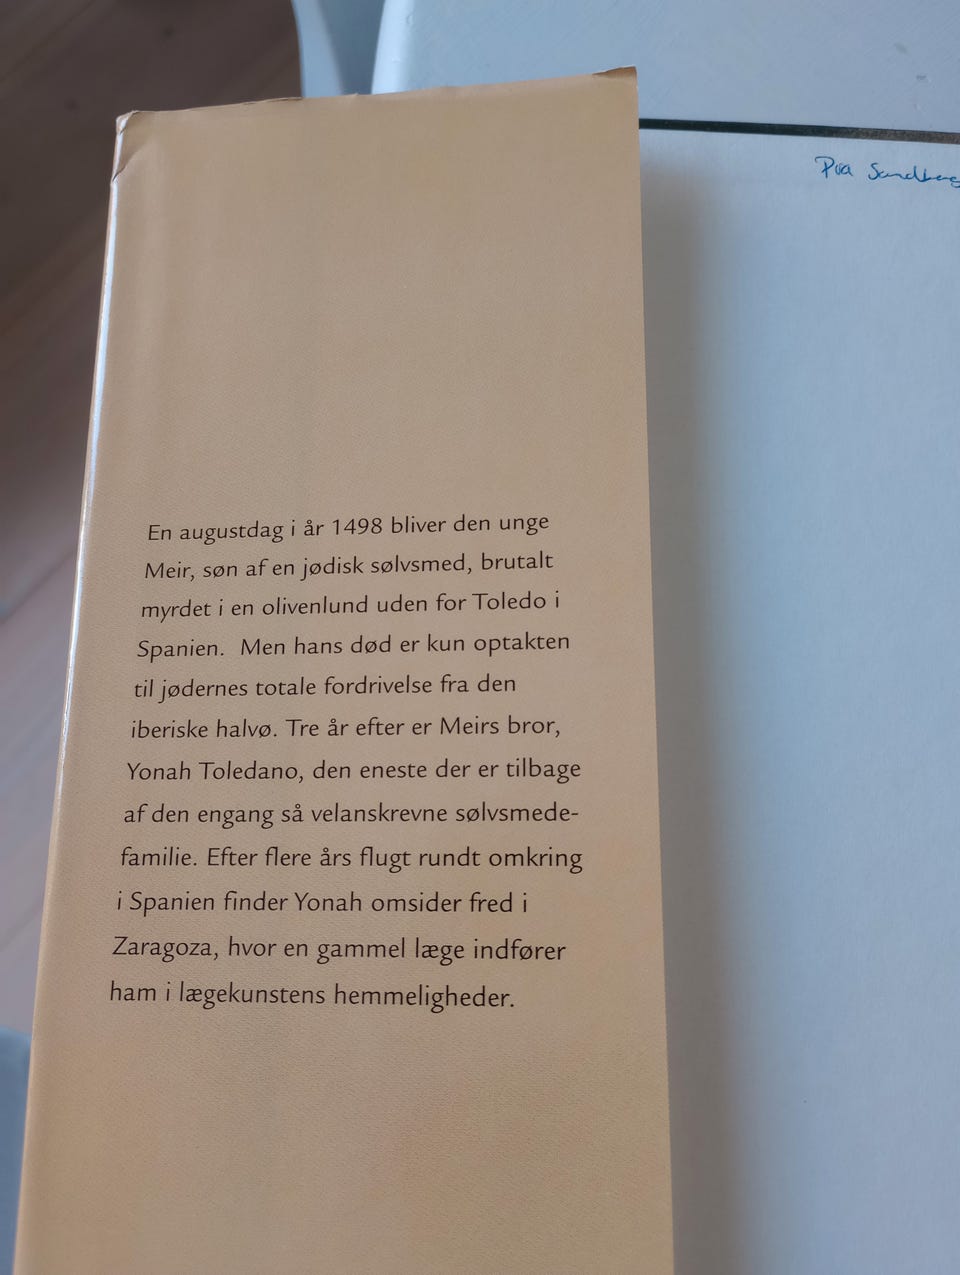 En augustdag i år 1498 bliver den unge
Meir, søn af en jødisk sølvsmed, brutalt
myrdet i en olivenlund uden for Toledo i
Spanien. Men hans død er kun optakten
til jødernes totale fordrivelse fra den
iberiske halvø. Tre år efter er Meirs bror,
Yonah Toledano, den eneste der er tilbage
af den engang så velanskrevne sølvsmede-
familie. Efter flere års flugt rundt omkring
i Spanien finder Yonah omsider fred i
Zaragoza, hvor en gammel læge indfører
ham i lægekunstens hemmeligheder.